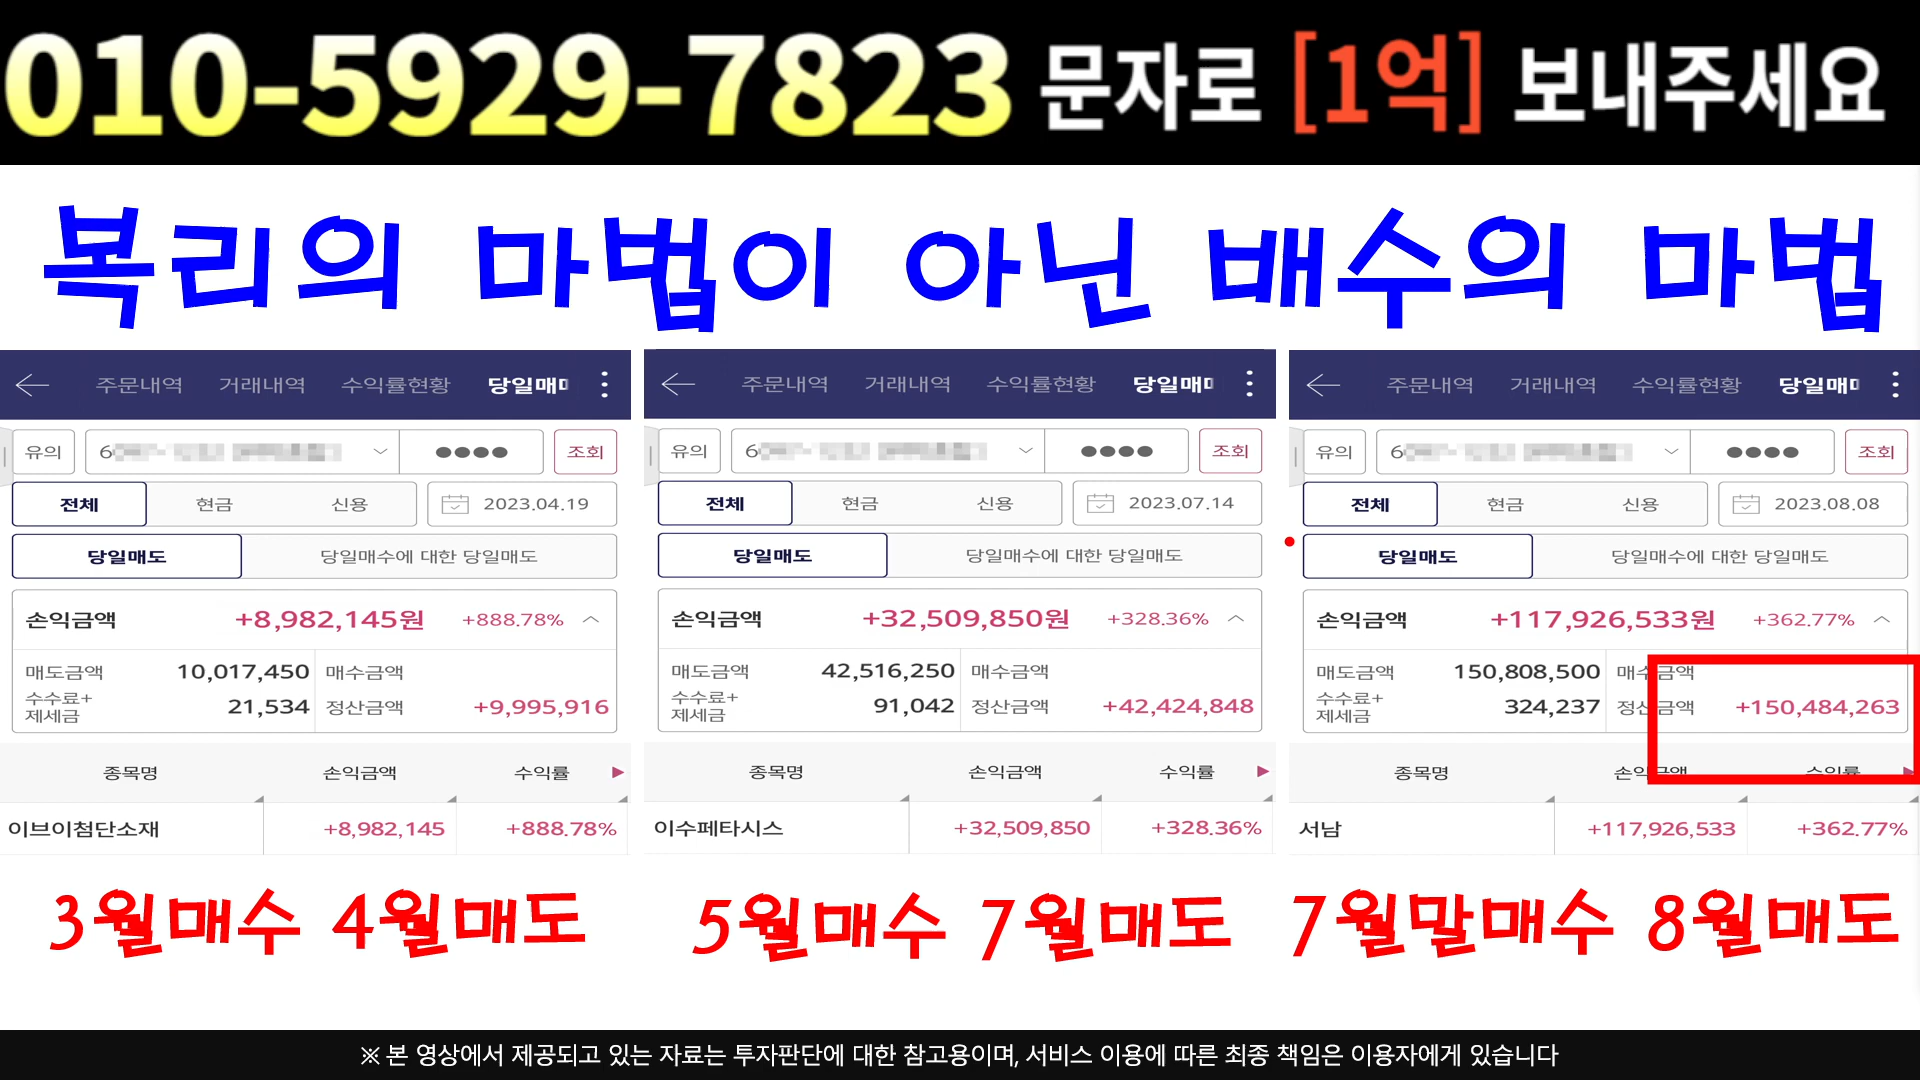 010-5929-7823 문자로 [1억] 보내주세요
복리의 마법이 아닌 배수의 마법
주문내역 거래내역 수익률현황 당일매
유의 6 ●●●● 조회
전체 현금 신용 2023.04.19
당일매도 당일매수에 대한 당일매도
손익금액 +8,982,145원 +888.78%
매도금액 10,017,450 매수금액
수수료+
제세금 21,534 정산금액 +9,995,916
종목명 손익금액 수익률
이브이첨단소재 +8,982,145 +888.78%
3월매수 4월매도
주문내역 거래내역 수익률현황 당일매
유의 6 ●●●● 조회
전체 현금 신용 2023.07.14
당일매도 당일매수에 대한 당일매도
손익금액 +32,509,850원 +328.36%
매도금액 42,516,250 매수금액
수수료+
제세금 91,042 정산금액 +42,424,848
종목명 손익금액 수익률
이수페타시스 +32,509,850 +328.36%
5월매수 7월매도
주문내역 거래내역 수익률현황 당일매
유의 6 ●●●● 조회
전체 현금 신용 2023.08.08
당일매도 당일매수에 대한 당일매도
손익금액 +117,926,533원 +362.77%
매도금액 150,808,500 매수금액
수수료+
제세금 324,237 정산금액 +150,484,263
종목명 손익금액 수익률
서남 +117,926,533 +362.77%
7월말매수 8월매도
※ 본 영상에서 제공되고 있는 자료는 투자판단에 대한 참고용이며, 서비스 이용에 따른 최종 책임은 이용자에게 있습니다